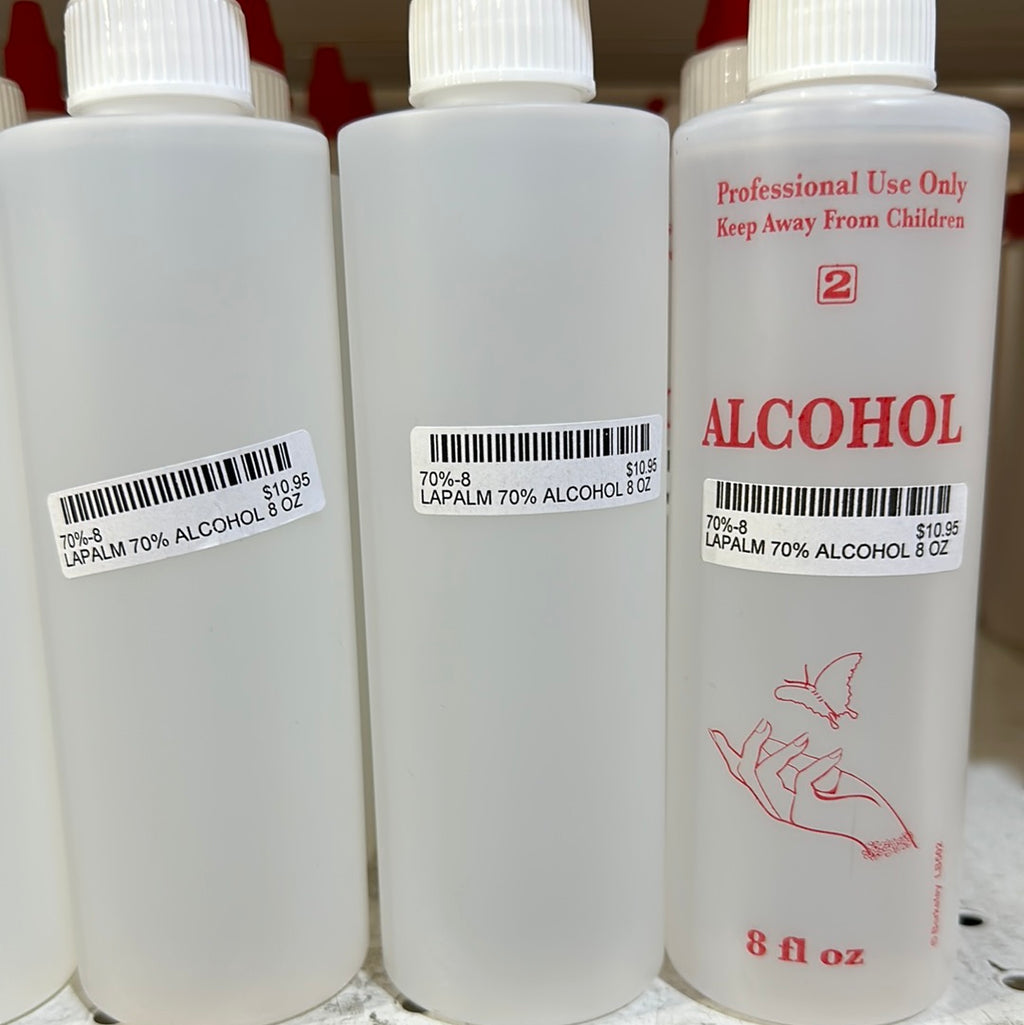 70%-8
$10.95
LAPALM 70% ALCOHOL 8 OZ
70%-8
$10.95
LAPALM 70% ALCOHOL 8 OZ
Professional Use Only
Keep Away From Children
2
ALCOHOL
70%-8
$10.95
LAPALM 70% ALCOHOL 8 OZ
8 fl oz